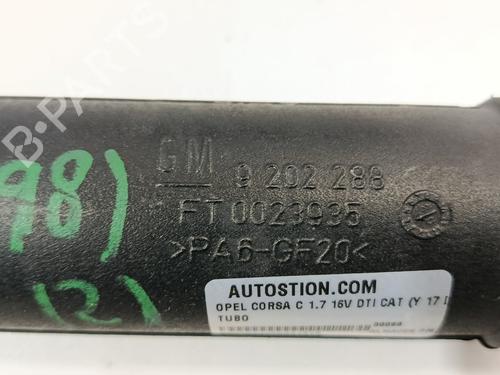 B-PARTS
GM
9 202 288
FT 0023935
>PA6-GF20<
98)
(2)
AUTOSTION.COM
OPEL CORSA C 1.7 16V DTI CAT (Y 17
TUBO